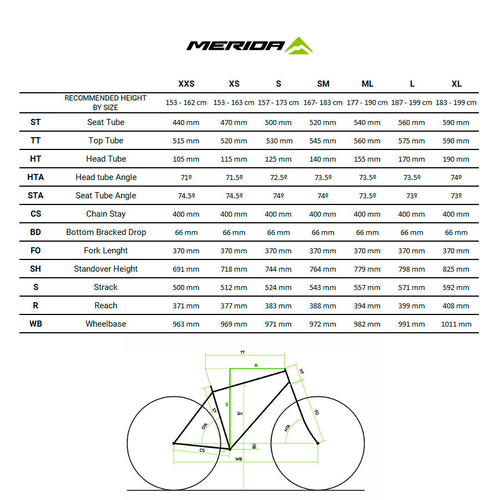 MERIDA
XXS XS S SM ML L XL
RECOMMENDED HEIGHT
BY SIZE 153 - 162 cm 153 - 163 cm 157 - 173 cm 167- 183 cm 177 - 190 cm 187 - 199 cm 183 - 199 cm
ST Seat Tube 440 mm 470 mm 500 mm 520 mm 540 mm 560 mm 590 mm
TT Top Tube 515 mm 520 mm 530 mm 545 mm 560 mm 575 mm 590 mm
HT Head Tube 105 mm 115 mm 125 mm 140 mm 155 mm 170 mm 190 mm
HTA Head tube Angle 71º 71.5º 72.5º 73.5º 73.5º 73.5º 74º
STA Seat Tube Angle 74.5º 74.5º 74º 74º 73.5º 73º 73º
CS Chain Stay 400 mm 400 mm 400 mm 400 mm 400 mm 400 mm 400 mm
BD Bottom Bracked Drop 66 mm 66 mm 66 mm 66 mm 66 mm 66 mm 66 mm
FO Fork Lenght 370 mm 370 mm 370 mm 370 mm 370 mm 370 mm 370 mm
SH Standover Height 691 mm 718 mm 744 mm 764 mm 779 mm 798 mm 825 mm
S Strack 500 mm 512 mm 524 mm 543 mm 557 mm 571 mm 592 mm
R Reach 371 mm 377 mm 383 mm 388 mm 394 mm 399 mm 408 mm
WB Wheelbase 963 mm 969 mm 971 mm 972 mm 982 mm 991 mm 1011 mm
TT
R
HT
S
ST
SH
FO
STA
HTA
BD
CS
WB